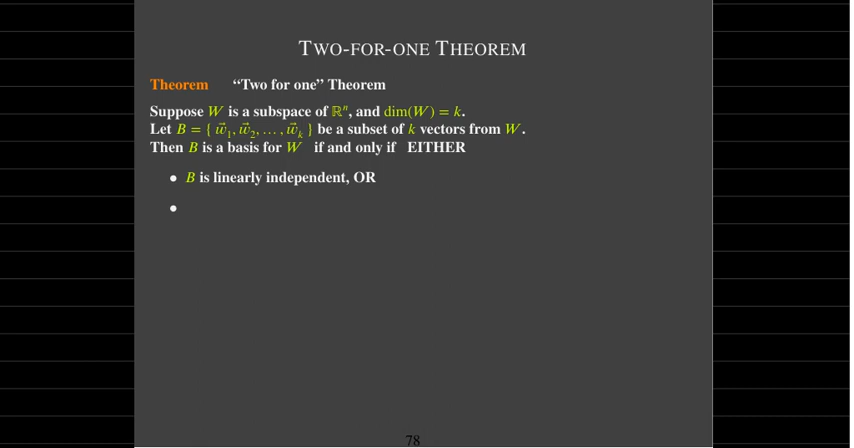 TWO-FOR-ONE THEOREM
Theorem “Two for one” Theorem
Suppose W is a subspace of ℝⁿ, and dim(W) = k.
Let B = { w⃗₁, w⃗₂, … , w⃗ₖ } be a subset of k vectors from W.
Then B is a basis for W if and only if EITHER
• B is linearly independent, OR
•
78